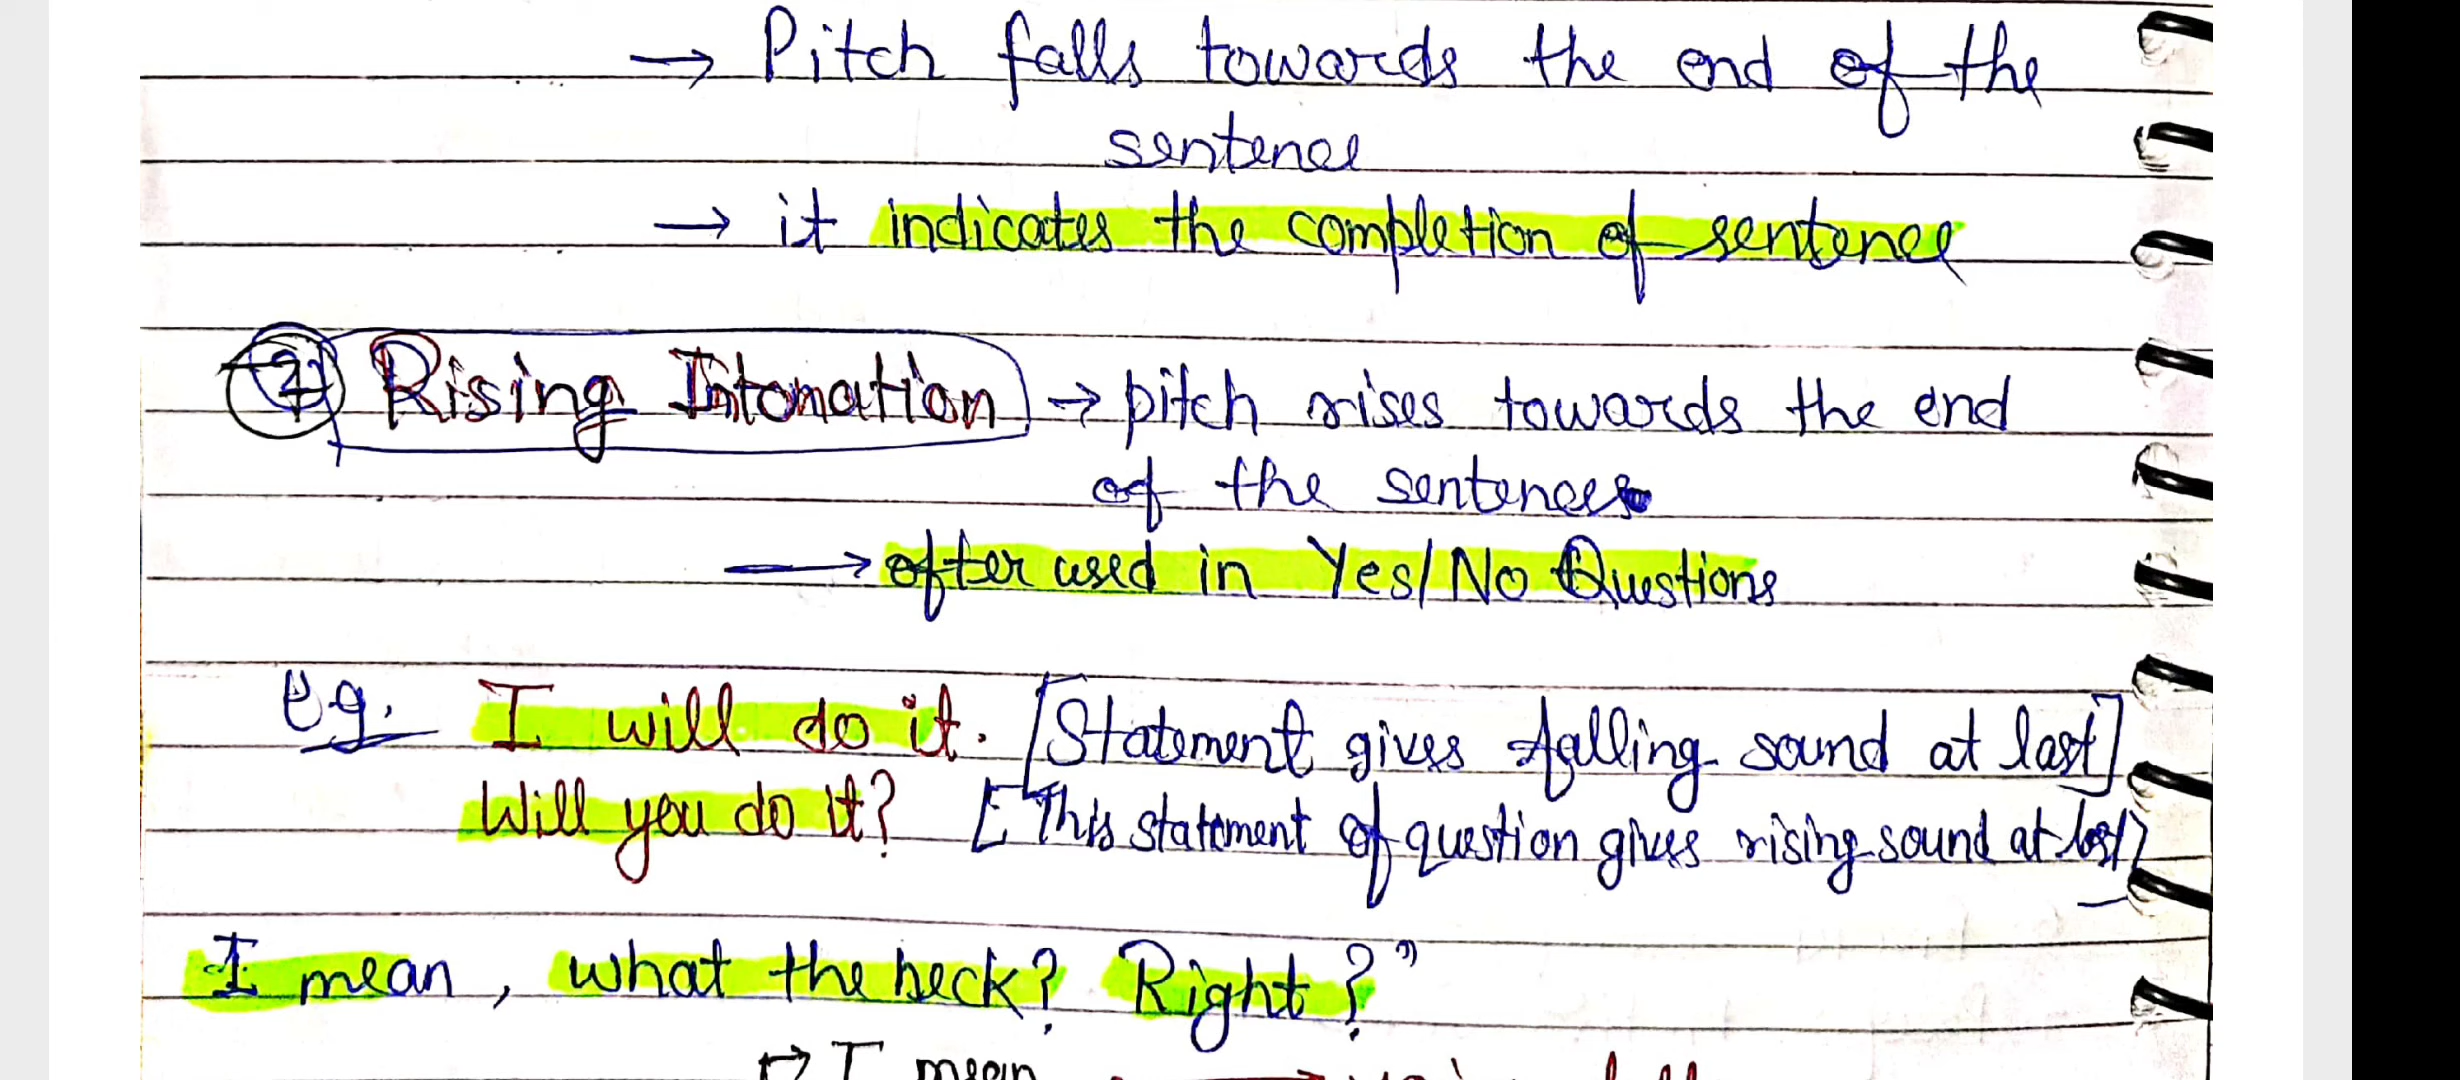 → Pitch falls towards the end of the
sentence
→ it indicates the completion of sentence
② Rising Intonation → pitch rises towards the end
of the sentence
→ often used in Yes/No Questions
eg. I will do it. [Statement gives falling sound at last]
Will you do it? [This statement of question gives rising sound at last]
I mean, what the heck? Right?"
→ I mean